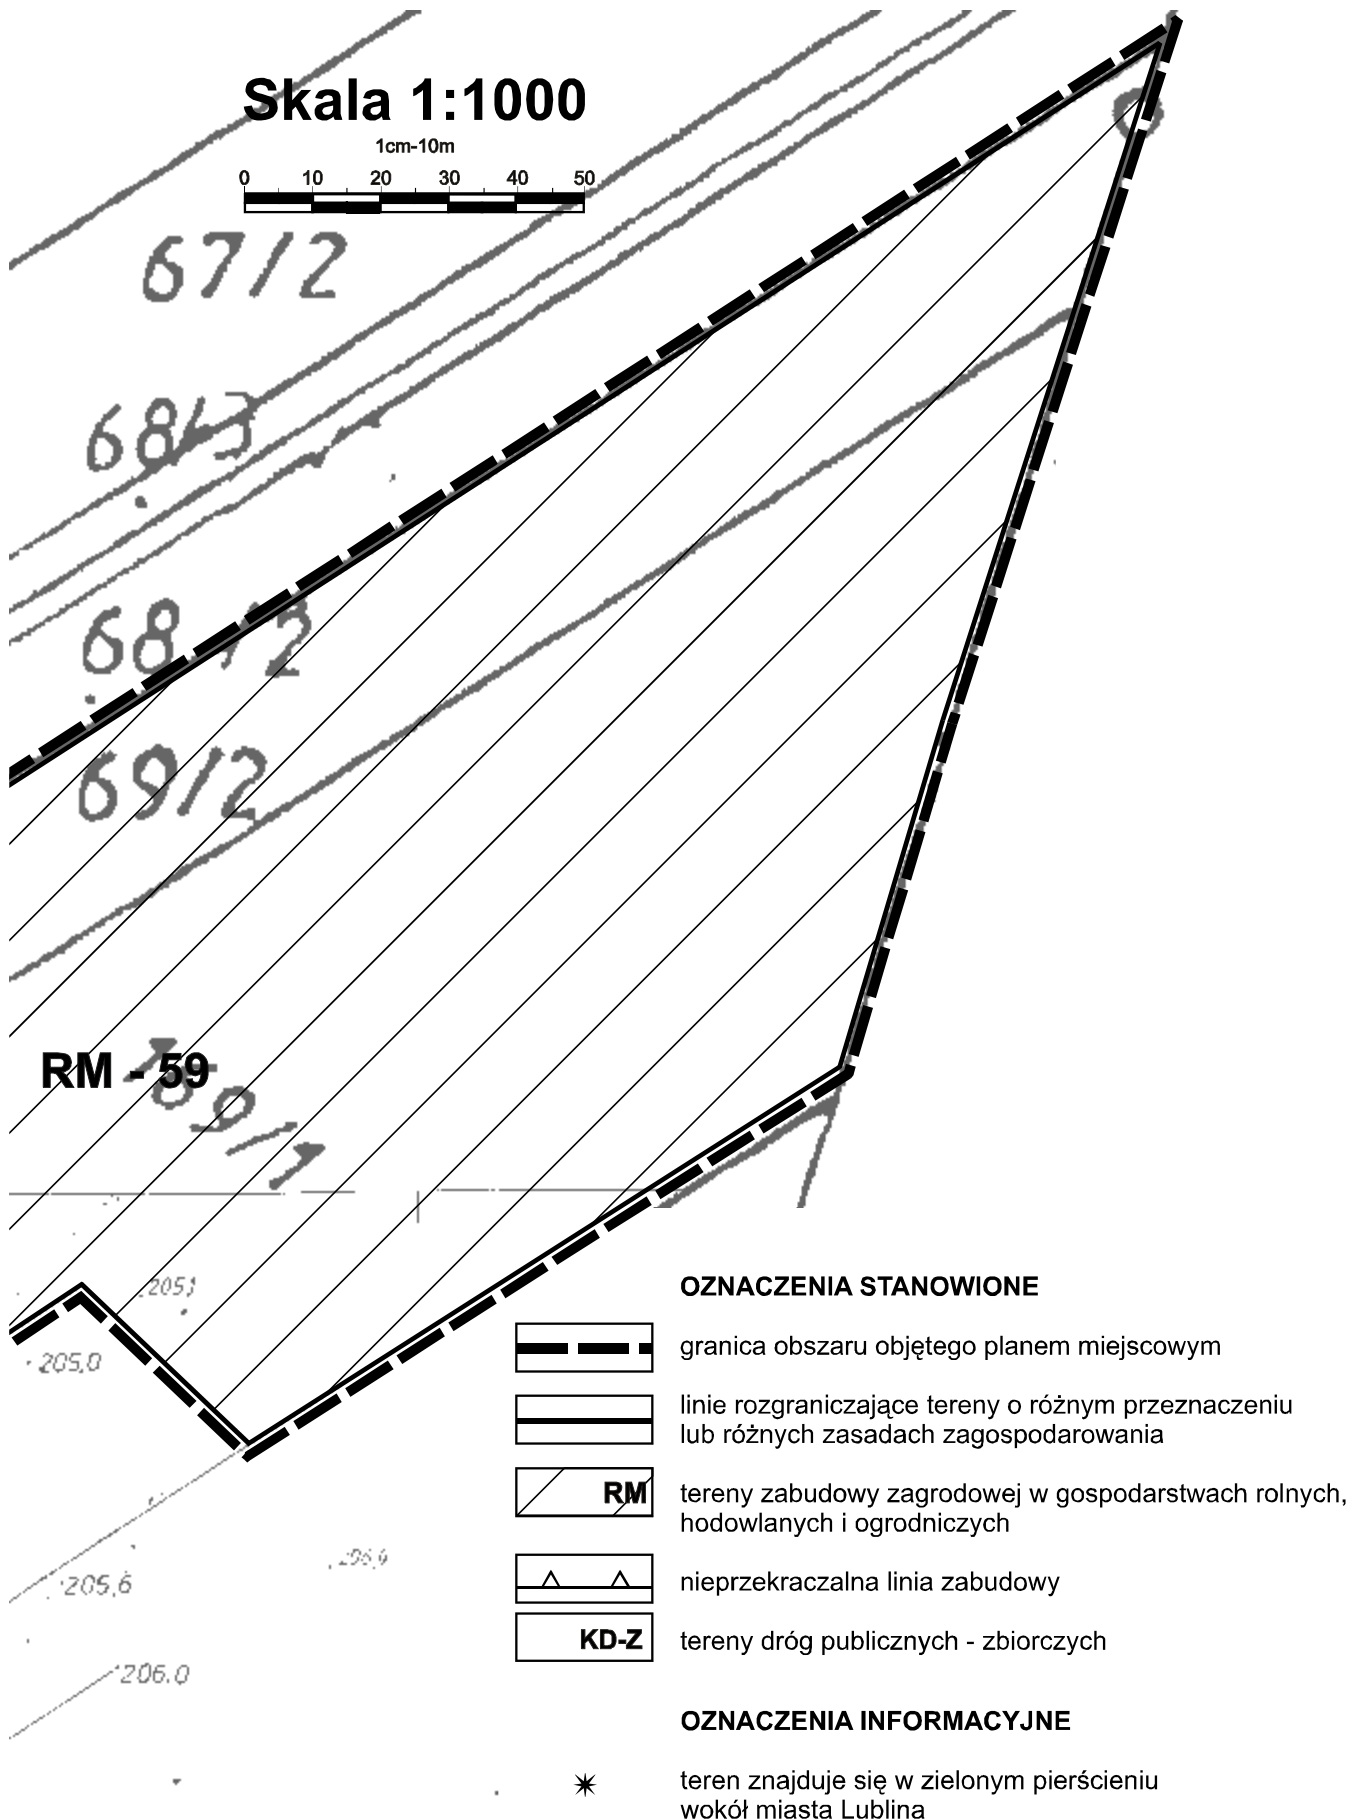 Skala 1:1000
1cm-10m
0 10 20 30 40 50
67/2
68/3
68/2
69/2
RM - 59
205,1
205,0
205,6
206.0
OZNACZENIA STANOWIONE
granica obszaru objętego planem miejscowym
linie rozgraniczające tereny o różnym przeznaczeniu
lub różnych zasadach zagospodarowania
RM
tereny zabudowy zagrodowej w gospodarstwach rolnych,
hodowlanych i ogrodniczych
nieprzekraczalna linia zabudowy
KD-Z
tereny dróg publicznych - zbiorczych
OZNACZENIA INFORMACYJNE
teren znajduje się w zielonym pierścieniu
wokół miasta Lublina